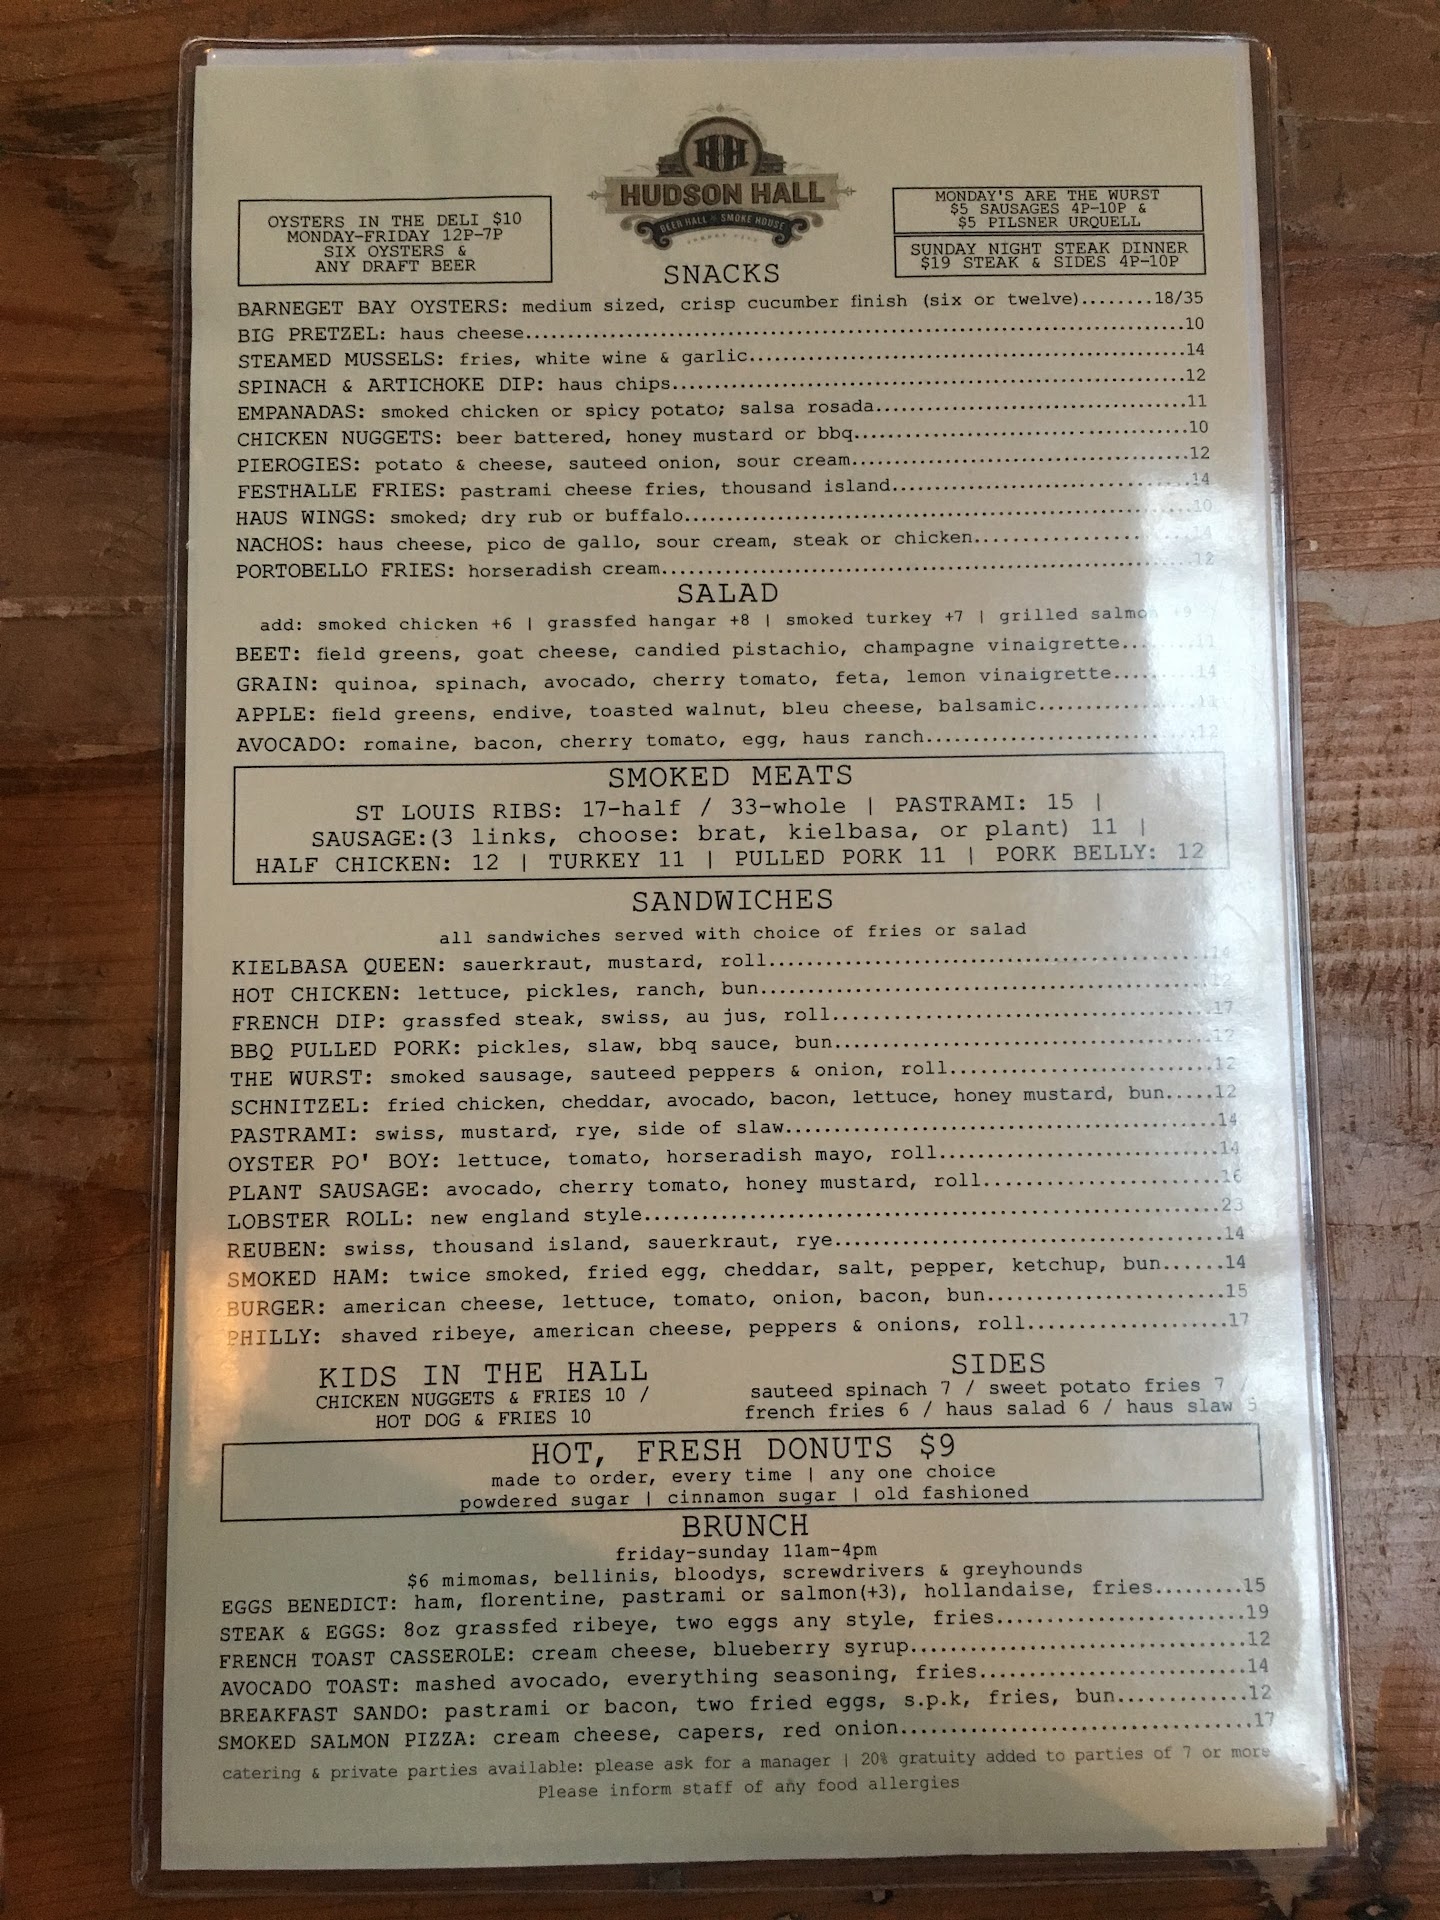 HH
HUDSON HALL
BEER HALL & SMOKE HOUSE
OYSTERS IN THE DELI $10
MONDAY-FRIDAY 12P-7P
SIX OYSTERS &
ANY DRAFT BEER
MONDAY'S ARE THE WURST
$5 SAUSAGES 4P-10P &
$5 PILSNER URQUELL
SUNDAY NIGHT STEAK DINNER
$19 STEAK & SIDES 4P-10P
SNACKS
BARNEGET BAY OYSTERS: medium sized, crisp cucumber finish (six or twelve)........18/35
BIG PRETZEL: haus cheese....................10
STEAMED MUSSELS: fries, white wine & garlic....................14
SPINACH & ARTICHOKE DIP: haus chips....................12
EMPANADAS: smoked chicken or spicy potato; salsa rosada....................11
CHICKEN NUGGETS: beer battered, honey mustard or bbq....................10
PIEROGIES: potato & cheese, sauteed onion, sour cream....................12
FESTHALLE FRIES: pastrami cheese fries, thousand island....................14
HAUS WINGS: smoked; dry rub or buffalo....................10
NACHOS: haus cheese, pico de gallo, sour cream, steak or chicken....................14
PORTOBELLO FRIES: horseradish cream....................12
SALAD
add: smoked chicken +6 | grassfed hangar +8 | smoked turkey +7 | grilled salmon +9
BEET: field greens, goat cheese, candied pistachio, champagne vinaigrette........11
GRAIN: quinoa, spinach, avocado, cherry tomato, feta, lemon vinaigrette.........14
APPLE: field greens, endive, toasted walnut, bleu cheese, balsamic...............11
AVOCADO: romaine, bacon, cherry tomato, egg, haus ranch....................12
SMOKED MEATS
ST LOUIS RIBS: 17-half / 33-whole | PASTRAMI: 15 |
SAUSAGE:(3 links, choose: brat, kielbasa, or plant) 11 |
HALF CHICKEN: 12 | TURKEY 11 | PULLED PORK 11 | PORK BELLY: 12
SANDWICHES
all sandwiches served with choice of fries or salad
KIELBASA QUEEN: sauerkraut, mustard, roll....................14
HOT CHICKEN: lettuce, pickles, ranch, bun....................12
FRENCH DIP: grassfed steak, swiss, au jus, roll....................17
BBQ PULLED PORK: pickles, slaw, bbq sauce, bun....................12
THE WURST: smoked sausage, sauteed peppers & onion, roll....................12
SCHNITZEL: fried chicken, cheddar, avocado, bacon, lettuce, honey mustard, bun.....12
PASTRAMI: swiss, mustard, rye, side of slaw....................14
OYSTER PO' BOY: lettuce, tomato, horseradish mayo, roll....................14
PLANT SAUSAGE: avocado, cherry tomato, honey mustard, roll....................16
LOBSTER ROLL: new england style....................23
REUBEN: swiss, thousand island, sauerkraut, rye....................14
SMOKED HAM: twice smoked, fried egg, cheddar, salt, pepper, ketchup, bun......14
BURGER: american cheese, lettuce, tomato, onion, bacon, bun....................15
PHILLY: shaved ribeye, american cheese, peppers & onions, roll....................17
KIDS IN THE HALL
CHICKEN NUGGETS & FRIES 10 /
HOT DOG & FRIES 10
SIDES
sauteed spinach 7 / sweet potato fries 7 /
french fries 6 / haus salad 6 / haus slaw 5
HOT, FRESH DONUTS $9
made to order, every time | any one choice
powdered sugar | cinnamon sugar | old fashioned
BRUNCH
friday-sunday 11am-4pm
$6 mimomas, bellinis, bloodys, screwdrivers & greyhounds
EGGS BENEDICT: ham, florentine, pastrami or salmon(+3), hollandaise, fries.........15
STEAK & EGGS: 8oz grassfed ribeye, two eggs any style, fries....................19
FRENCH TOAST CASSEROLE: cream cheese, blueberry syrup....................12
AVOCADO TOAST: mashed avocado, everything seasoning, fries....................14
BREAKFAST SANDO: pastrami or bacon, two fried eggs, s.p.k, fries, bun.............12
SMOKED SALMON PIZZA: cream cheese, capers, red onion....................17
catering & private parties available: please ask for a manager | 20% gratuity added to parties of 7 or more
Please inform staff of any food allergies